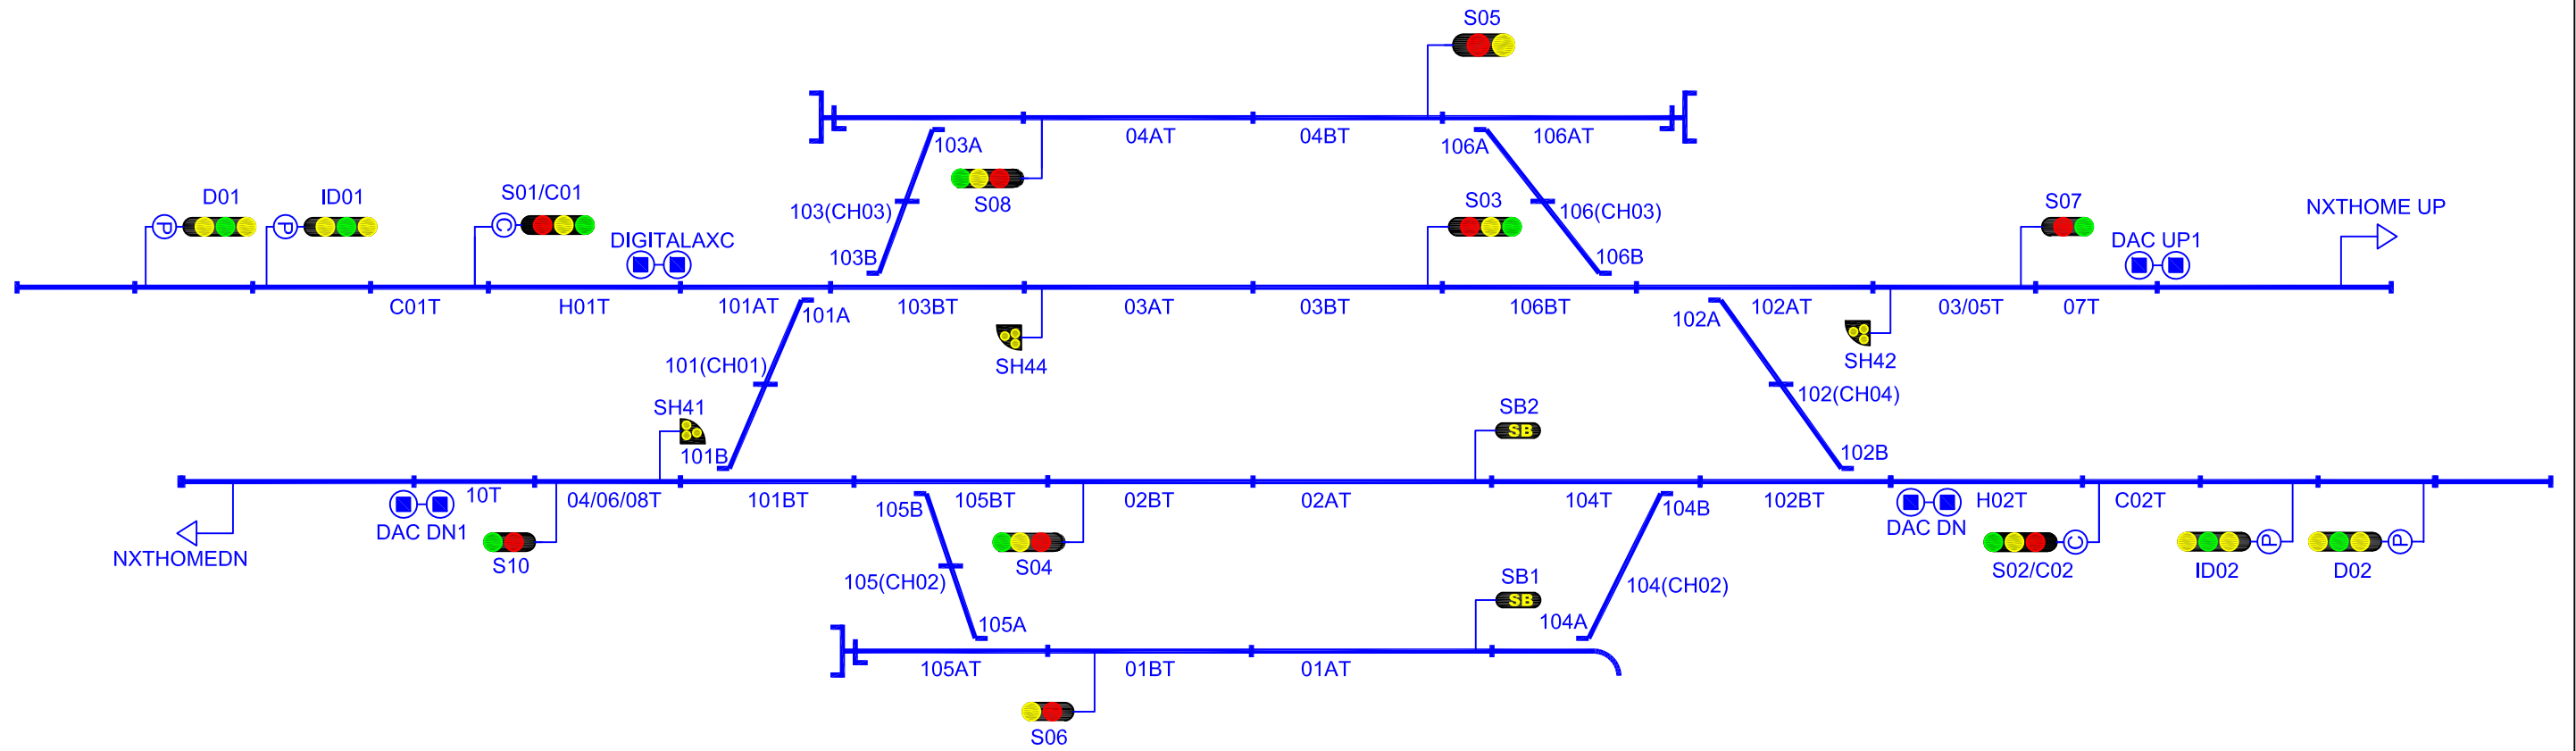 S05
04AT
04BT
106AT
103A
106A
D01
ID01
S01/C01
S08
S03
S07
NXTHOME UP
P
P
C
103(CH03)
106(CH03)
DIGITALAXC
DAC UP1
103B
106B
C01T
H01T
101AT
101A
103BT
03AT
03BT
106BT
102A
102AT
03/05T
07T
101(CH01)
SH44
SH42
102(CH04)
SH41
SB2
SB
101B
102B
10T
04/06/08T
101BT
105B
105BT
02BT
02AT
104T
104B
102BT
H02T
C02T
DAC DN1
DAC DN
NXTHOMEDN
S10
S04
C
P
P
S02/C02
ID02
D02
105(CH02)
SB1
SB
104(CH02)
105A
104A
105AT
01BT
01AT
S06